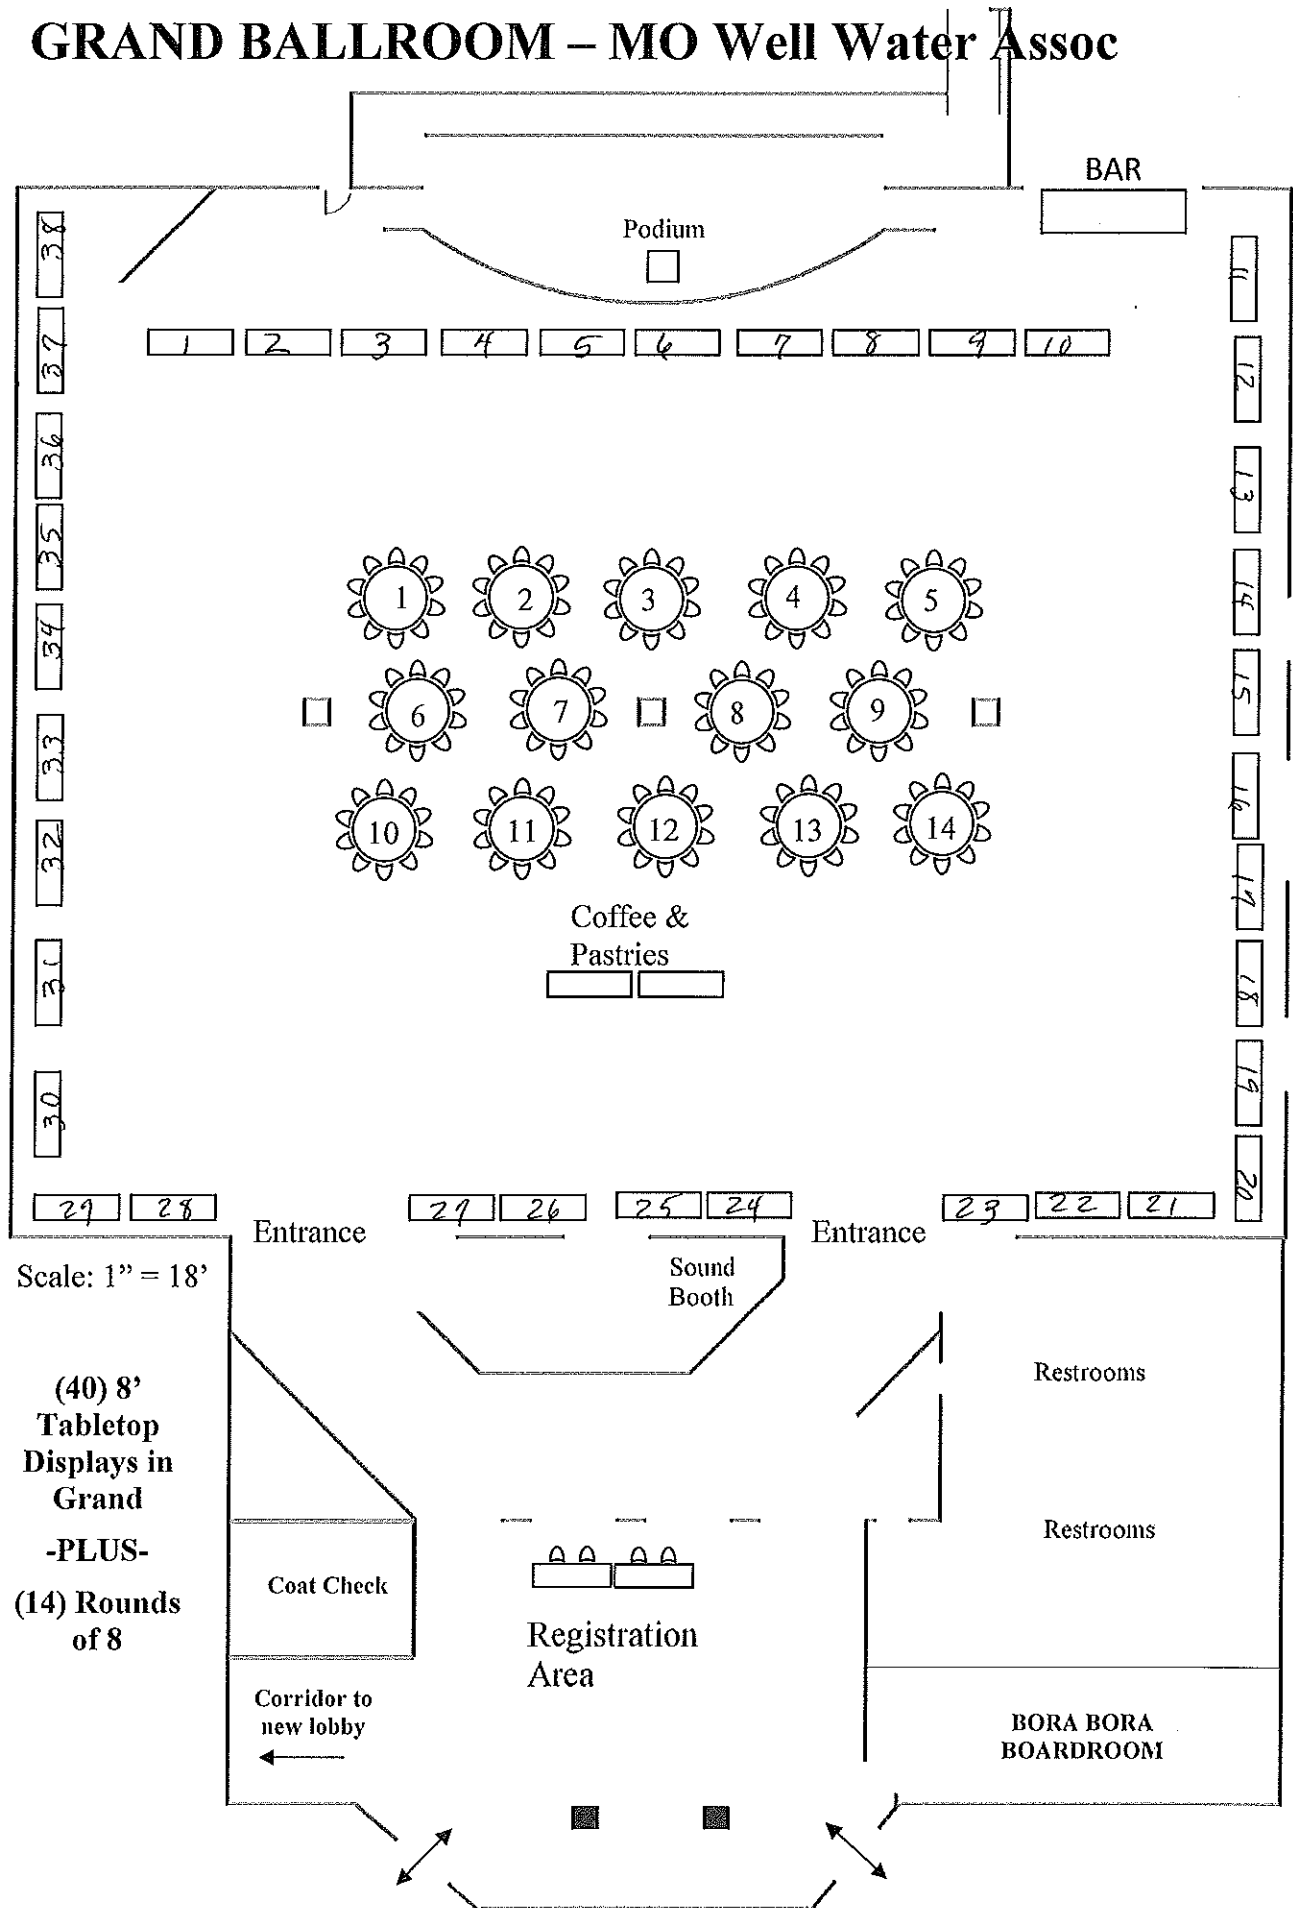 GRAND BALLROOM – MO Well Water Assoc
BAR
Podium
38
37
36
35
34
33
32
31
30
1 2 3 4 5 6 7 8 9 10
11
12
13
14
15
16
17
18
19
20
1 2 3 4 5
6 7 8 9
10 11 12 13 14
Coffee &
Pastries
29 28 27 26 25 24 23 22 21
Entrance
Entrance
Scale: 1” = 18’
Sound
Booth
(40) 8’
Tabletop
Displays in
Grand
-PLUS-
(14) Rounds
of 8
Restrooms
Restrooms
Coat Check
Registration
Area
Corridor to
new lobby
BORA BORA
BOARDROOM